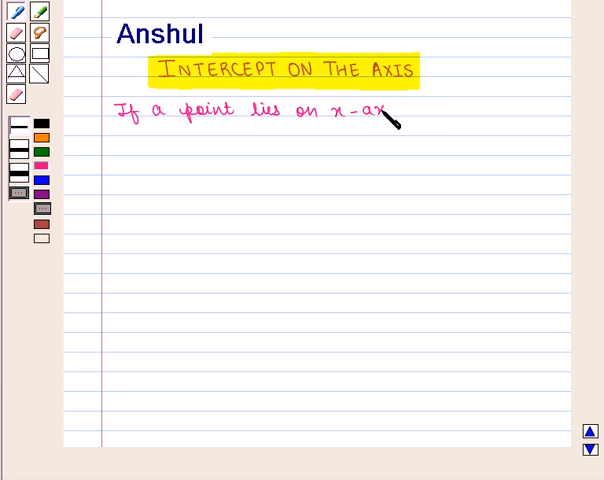 Anshul
INTERCEPT ON THE AXIS
If a point lies on x-ax